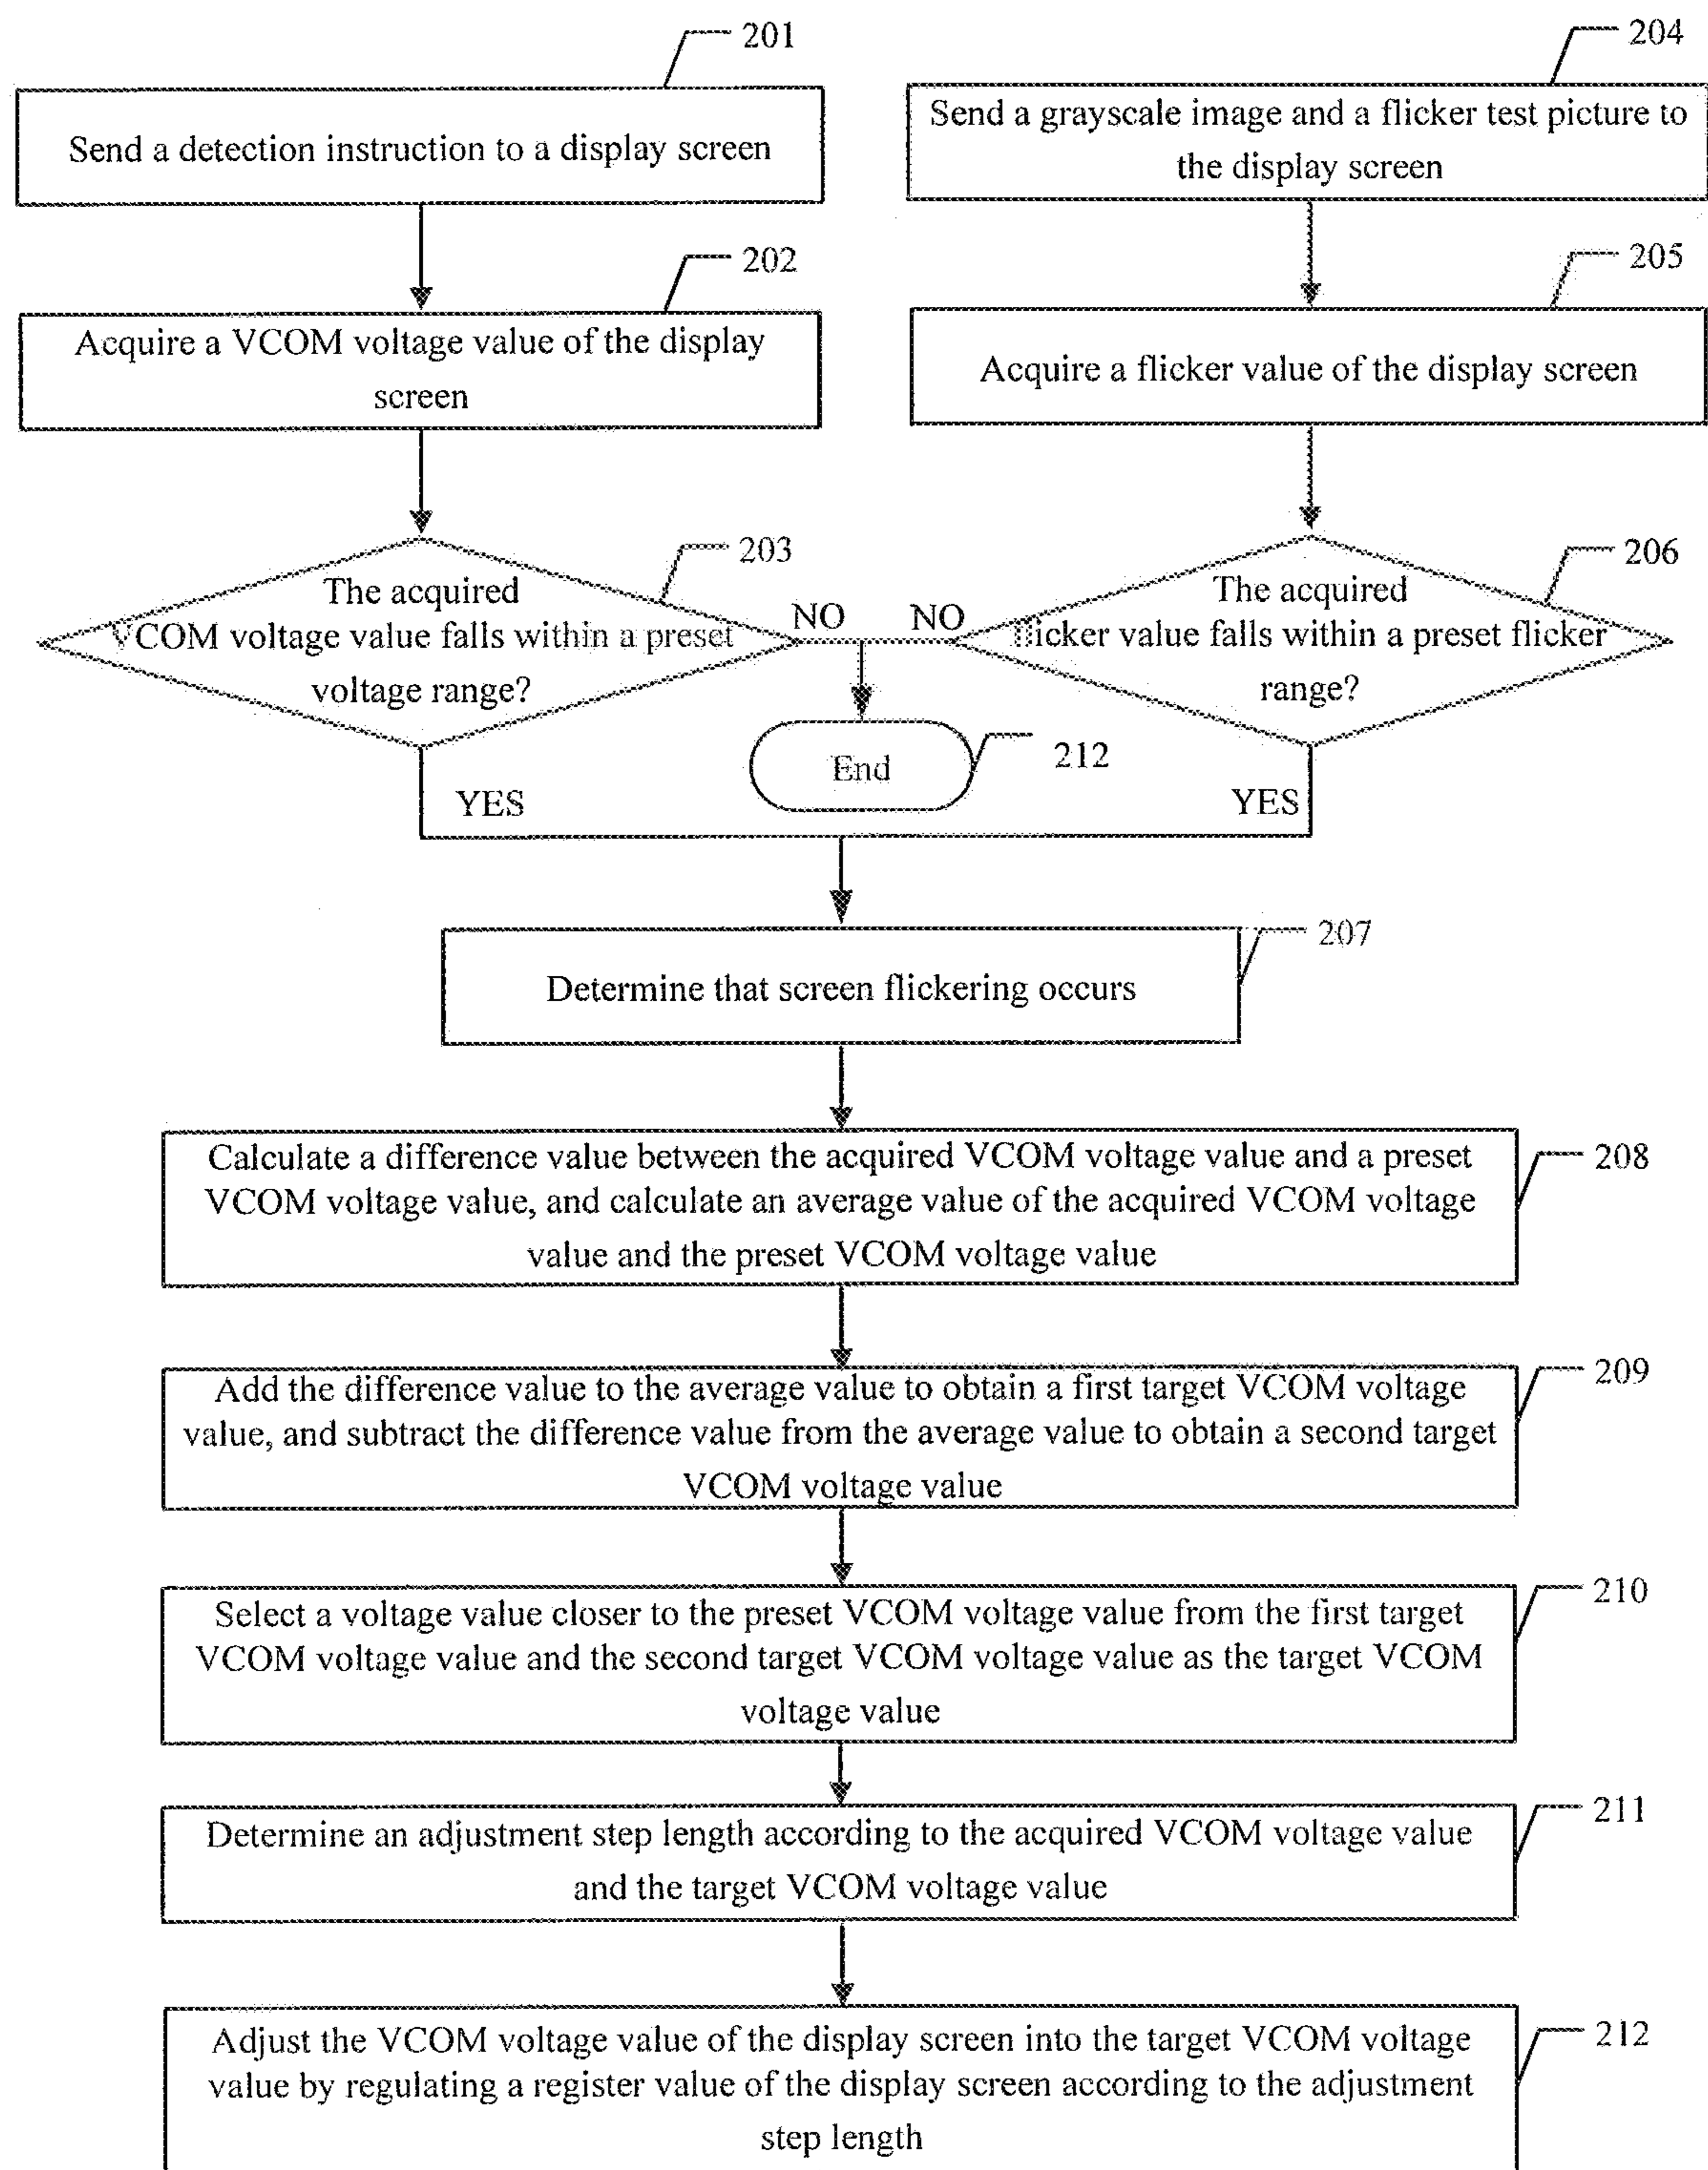 201
Send a detection instruction to a display screen
204
Send a grayscale image and a flicker test picture to
the display screen
202
Acquire a VCOM voltage value of the display
screen
205
Acquire a flicker value of the display screen
203
The acquired
VCOM voltage value falls within a preset
voltage range?
206
The acquired
flicker value falls within a preset flicker
range?
NO
NO
End
212
YES
YES
207
Determine that screen flickering occurs
208
Calculate a difference value between the acquired VCOM voltage value and a preset
VCOM voltage value, and calculate an average value of the acquired VCOM voltage
value and the preset VCOM voltage value
209
Add the difference value to the average value to obtain a first target VCOM voltage
value, and subtract the difference value from the average value to obtain a second target
VCOM voltage value
210
Select a voltage value closer to the preset VCOM voltage value from the first target
VCOM voltage value and the second target VCOM voltage value as the target VCOM
voltage value
211
Determine an adjustment step length according to the acquired VCOM voltage value
and the target VCOM voltage value
212
Adjust the VCOM voltage value of the display screen into the target VCOM voltage
value by regulating a register value of the display screen according to the adjustment
step length